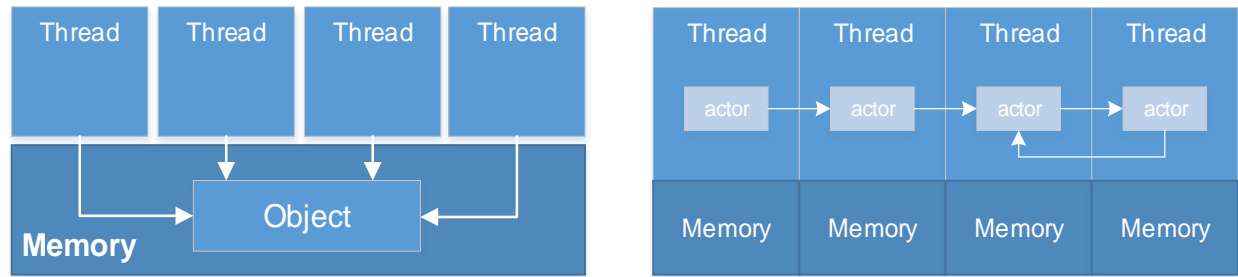 Thread Thread Thread Thread
Object
Memory
Thread Thread Thread Thread
actor actor actor actor
Memory Memory Memory Memory